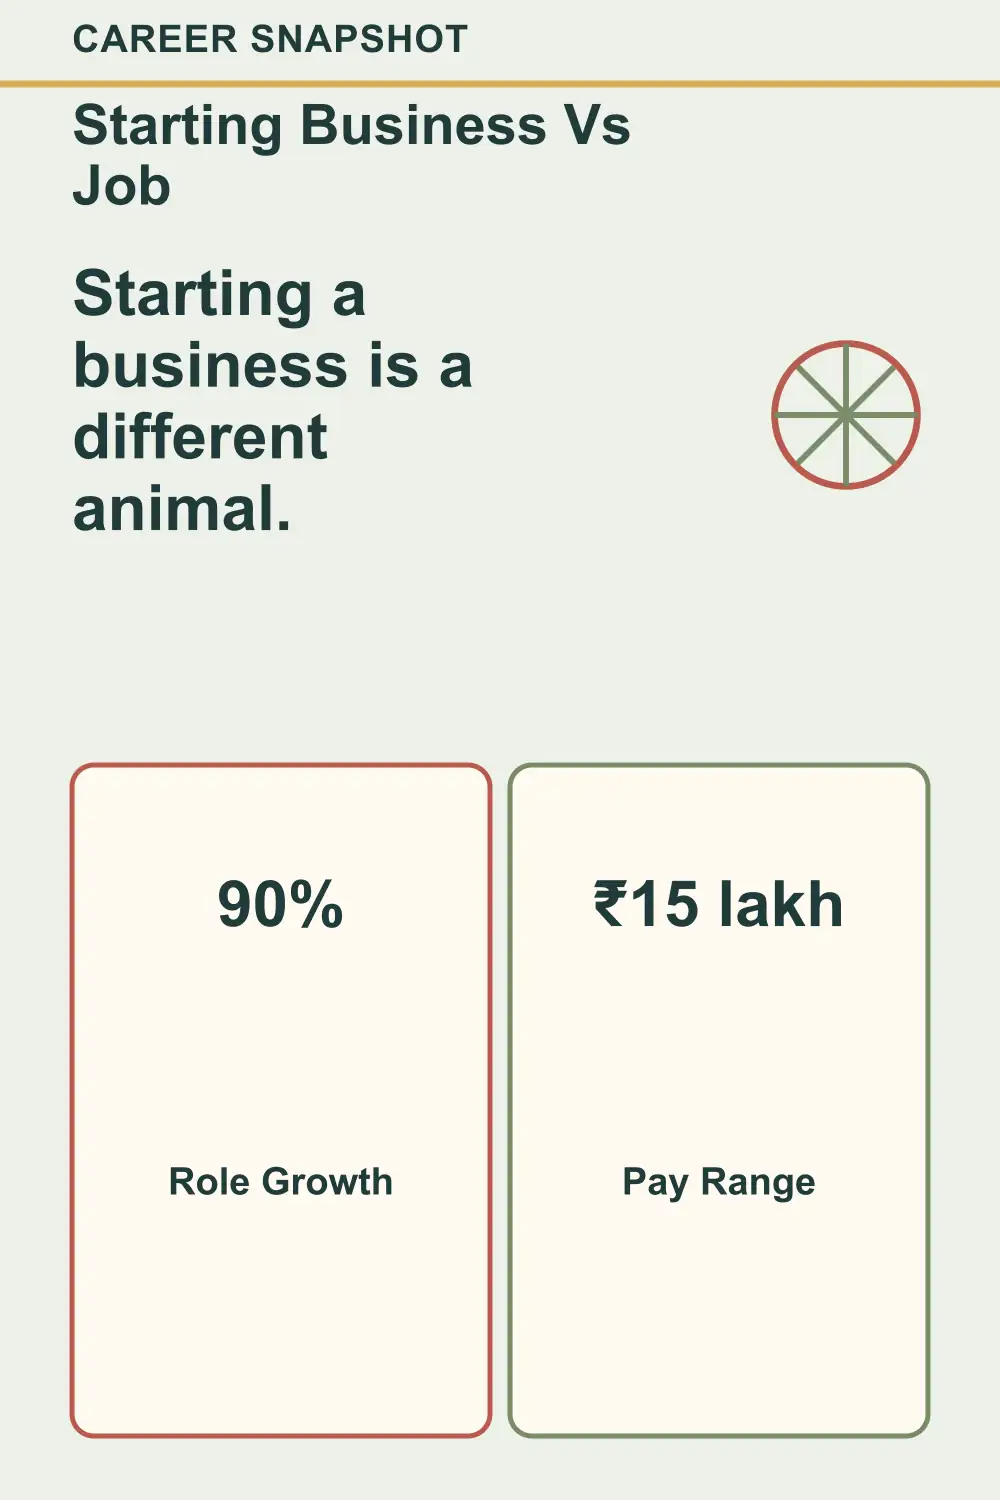 CAREER SNAPSHOT
Starting Business Vs
Job
Starting a
business is a
different
animal.
90%
Role Growth
₹15 lakh
Pay Range